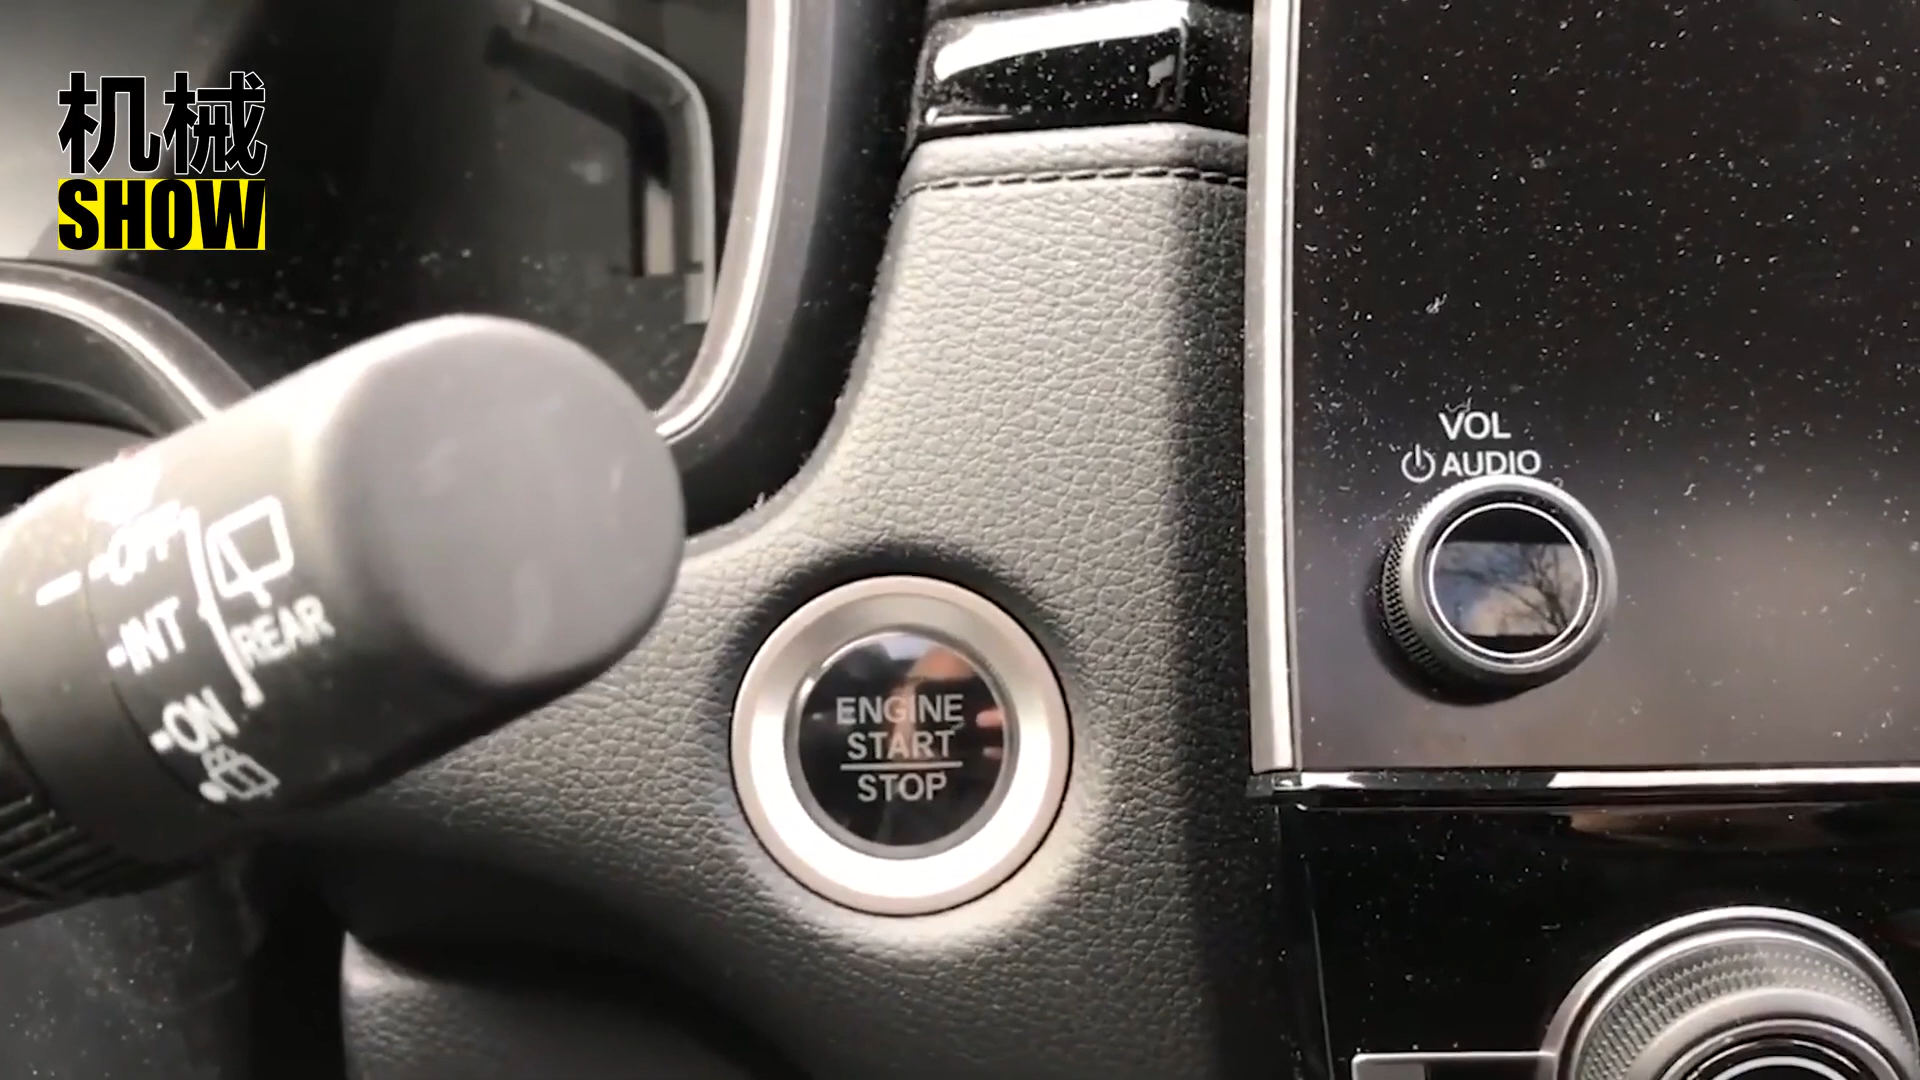 机械
SHOW
VOL
AUDIO
OFF
INT
REAR
ON
ENGINE
START
STOP